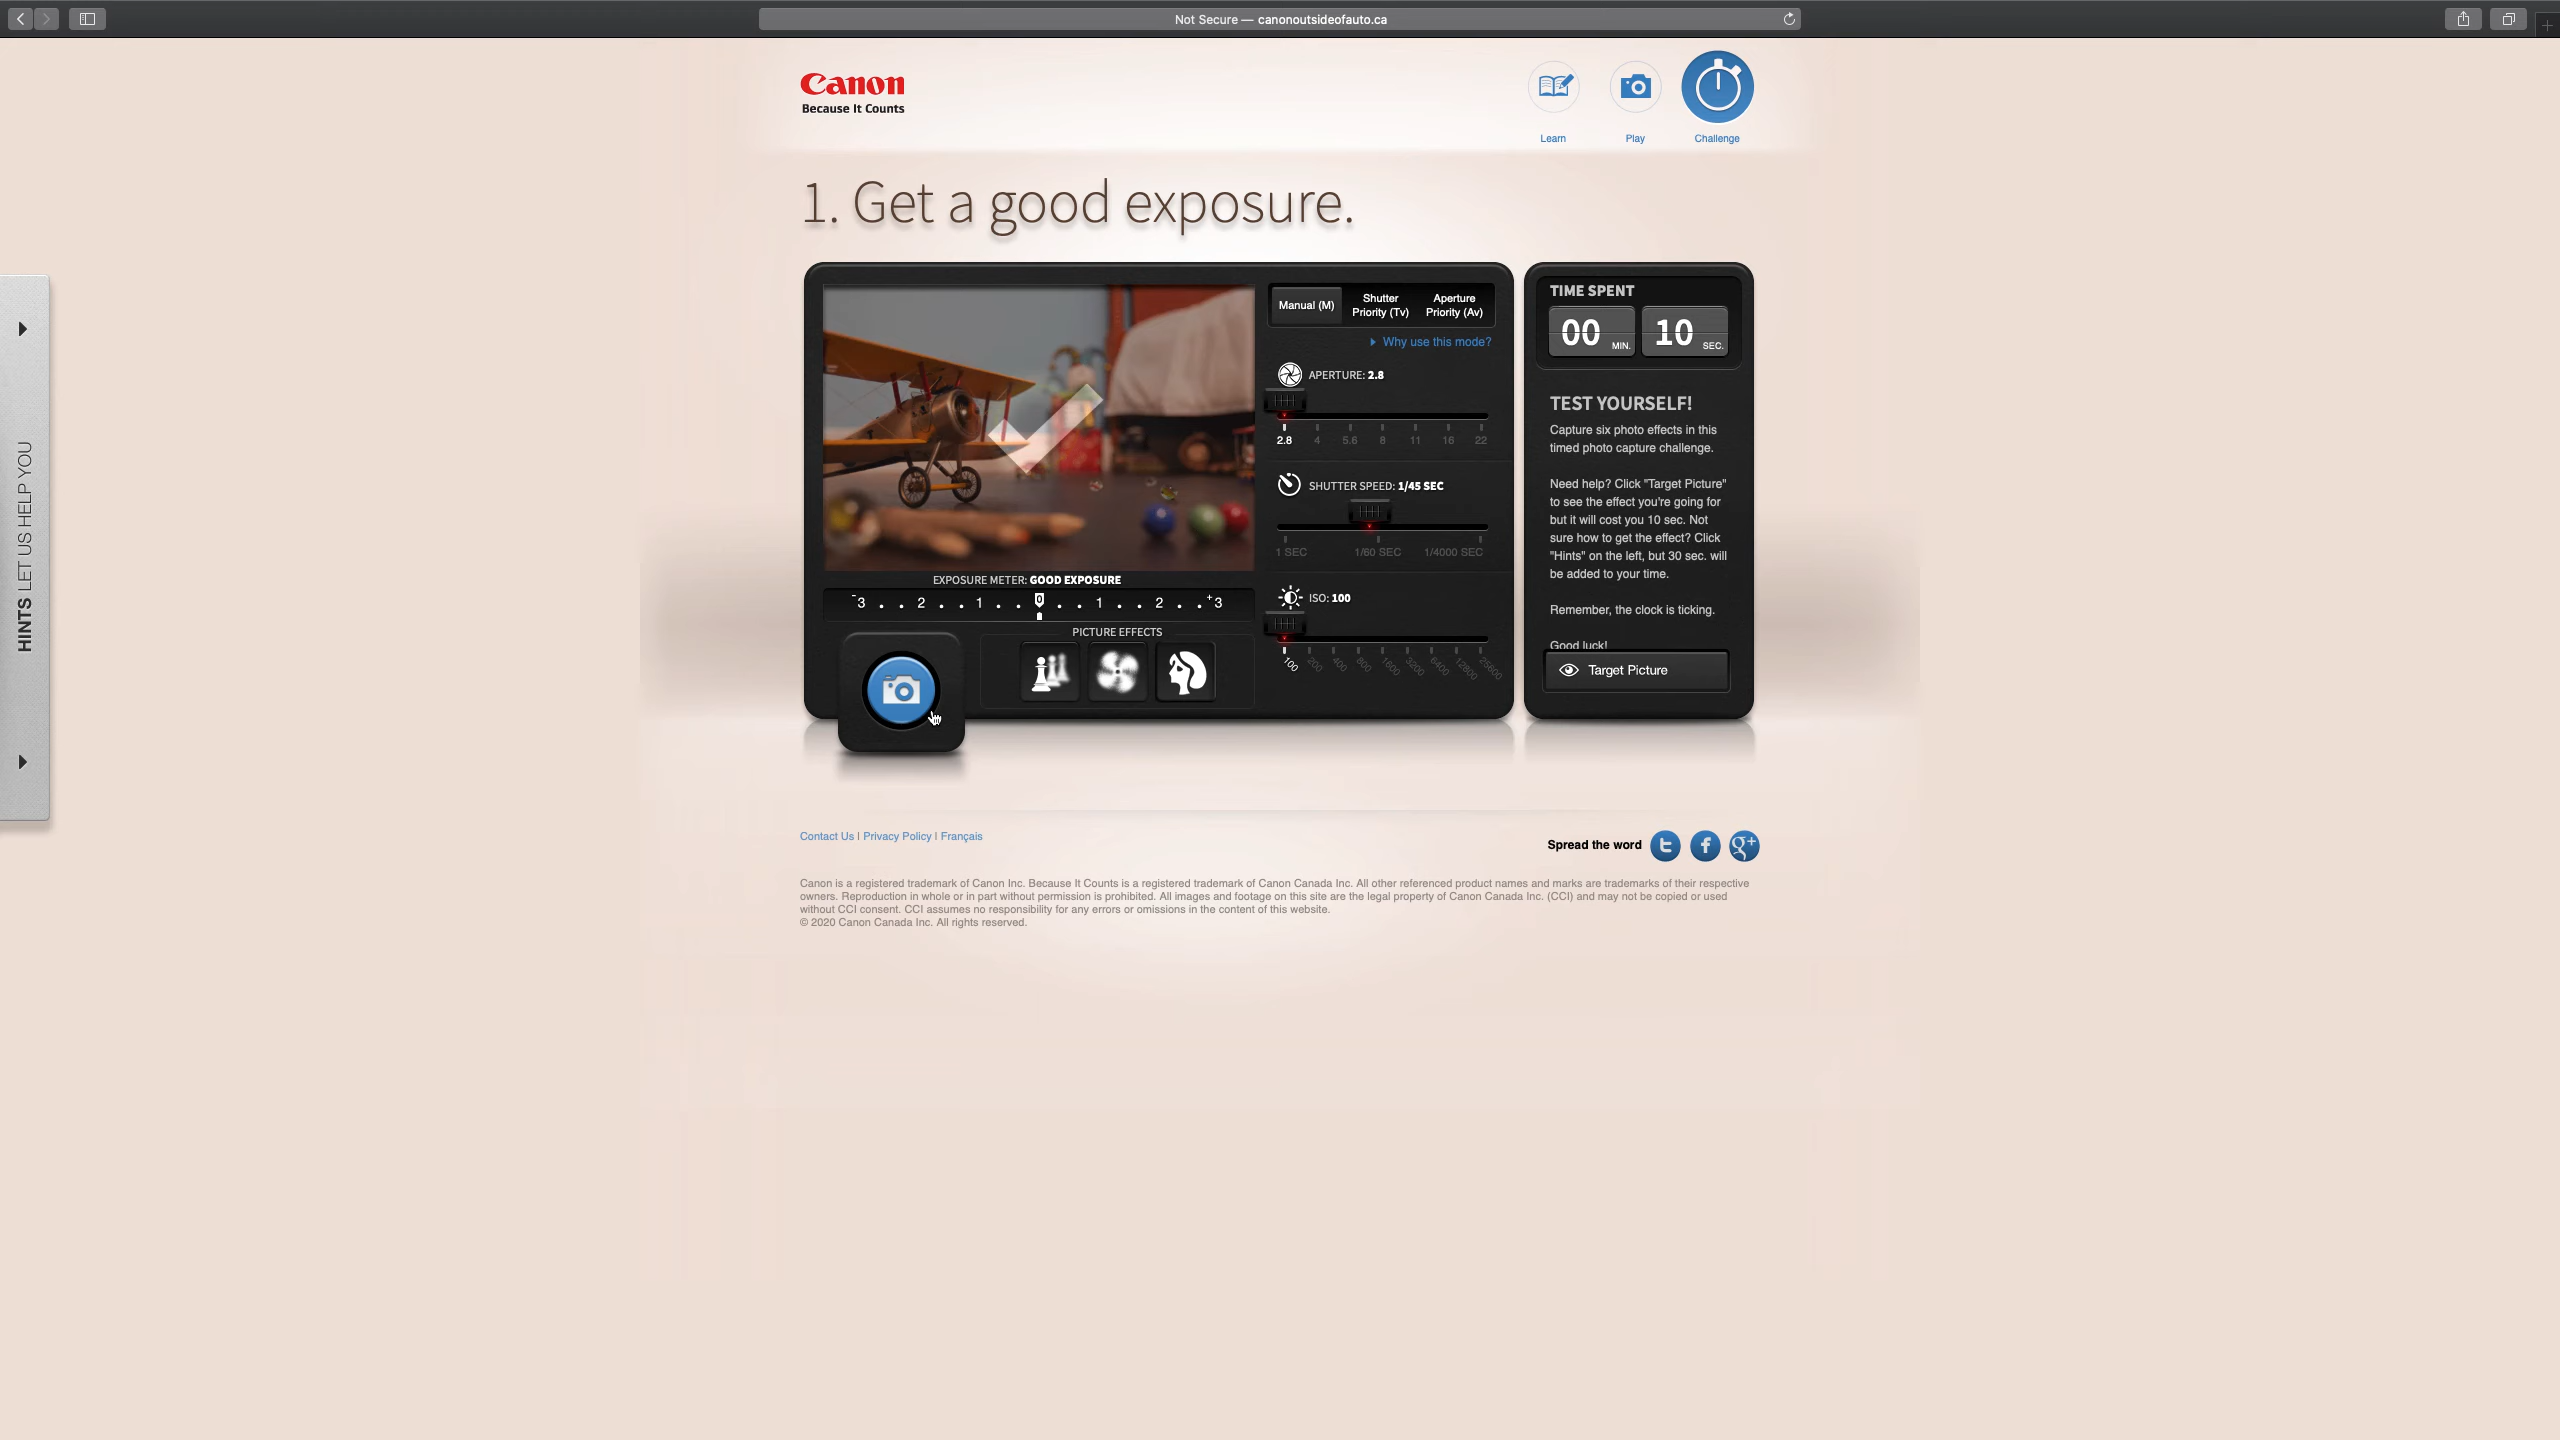 Not Secure — canonoutsideofauto.ca
Canon
Because It Counts
Learn
Play
Challenge
1. Get a good exposure.
HINTS LET US HELP YOU
Manual (M)
Shutter
Priority (Tv)
Aperture
Priority (Av)
Why use this mode?
APERTURE: 2.8
2.8 4 5.6 8 11 16 22
SHUTTER SPEED: 1/45 SEC
1 SEC 1/60 SEC 1/4000 SEC
ISO: 100
100 200 400 800 1600 3200 6400 12800 25600
EXPOSURE METER: GOOD EXPOSURE
-3 . . 2 . . 1 . . 0 . . 1 . . 2 . . +3
PICTURE EFFECTS
TIME SPENT
00 MIN. 10 SEC.
TEST YOURSELF!
Capture six photo effects in this
timed photo capture challenge.
Need help? Click "Target Picture"
to see the effect you're going for
but it will cost you 10 sec. Not
sure how to get the effect? Click
"Hints" on the left, but 30 sec. will
be added to your time.
Remember, the clock is ticking.
Good luck!
Target Picture
Contact Us | Privacy Policy | Français
Spread the word
Canon is a registered trademark of Canon Inc. Because It Counts is a registered trademark of Canon Canada Inc. All other referenced product names and marks are trademarks of their respective
owners. Reproduction in whole or in part without permission is prohibited. All images and footage on this site are the legal property of Canon Canada Inc. (CCI) and may not be copied or used
without CCI consent. CCI assumes no responsibility for any errors or omissions in the content of this website.
© 2020 Canon Canada Inc. All rights reserved.